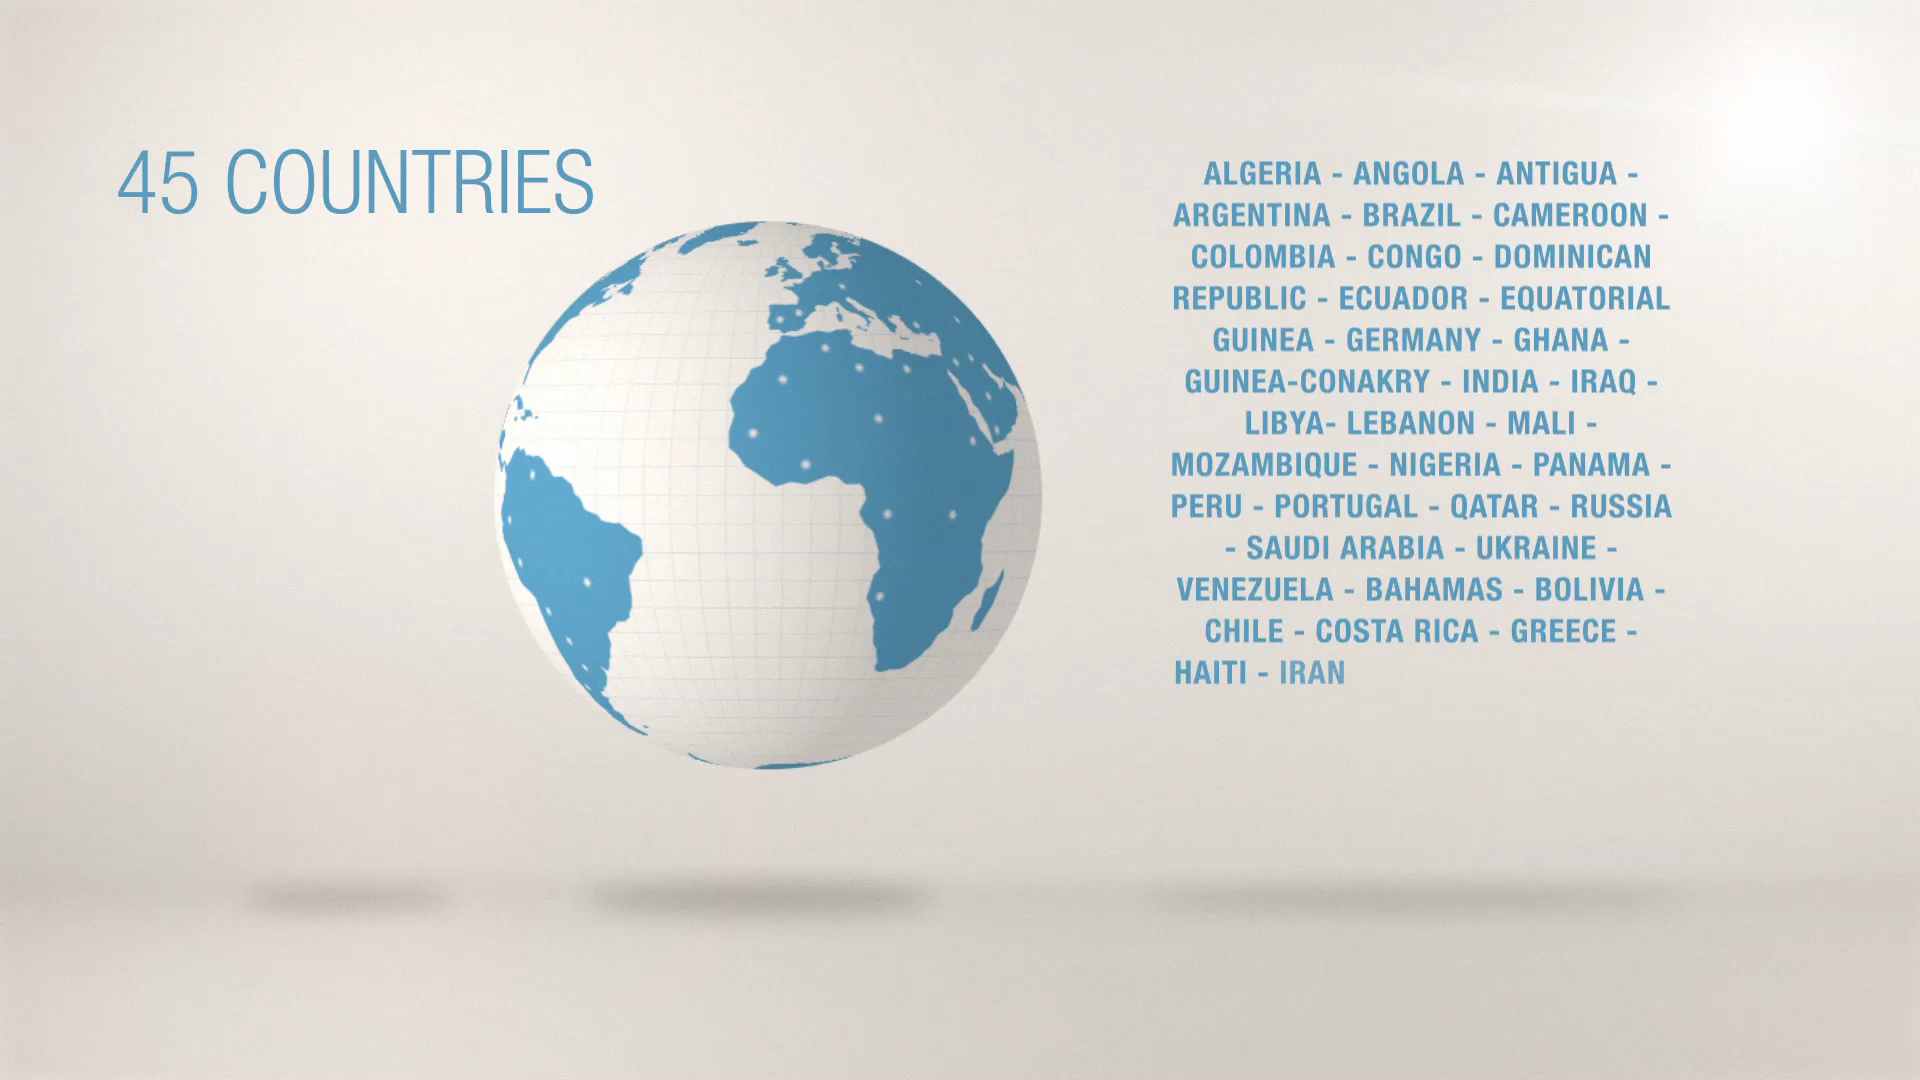 45 COUNTRIES
ALGERIA - ANGOLA - ANTIGUA -
ARGENTINA - BRAZIL - CAMEROON -
COLOMBIA - CONGO - DOMINICAN
REPUBLIC - ECUADOR - EQUATORIAL
GUINEA - GERMANY - GHANA -
GUINEA-CONAKRY - INDIA - IRAQ -
LIBYA- LEBANON - MALI -
MOZAMBIQUE - NIGERIA - PANAMA -
PERU - PORTUGAL - QATAR - RUSSIA
- SAUDI ARABIA - UKRAINE -
VENEZUELA - BAHAMAS - BOLIVIA -
CHILE - COSTA RICA - GREECE -
HAITI - IRAN